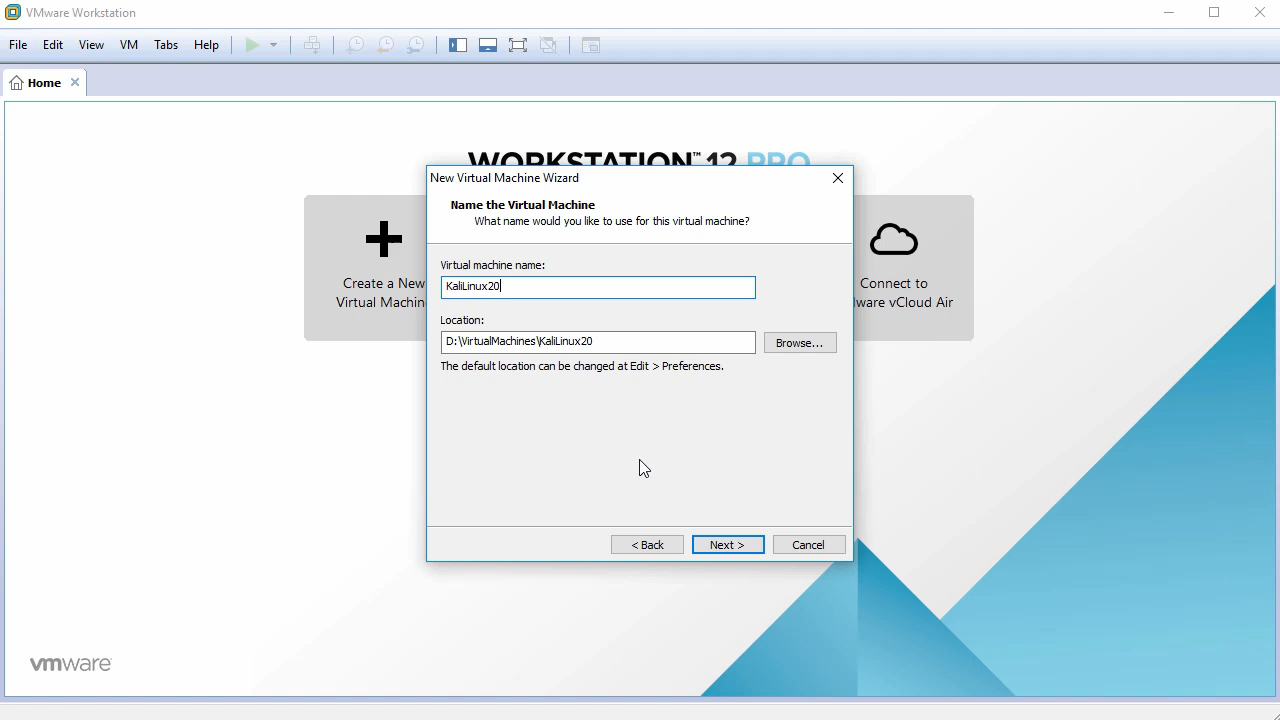 VMware Workstation
File Edit View VM Tabs Help
Home
WORKSTATION™ 12 PRO
New Virtual Machine Wizard
Name the Virtual Machine
What name would you like to use for this virtual machine?
Virtual machine name:
KaliLinux20
Location:
D:\VirtualMachines\KaliLinux20
Browse...
The default location can be changed at Edit > Preferences.
< Back Next > Cancel
Create a New
Virtual Machin
Connect to
ware vCloud Air
vmware